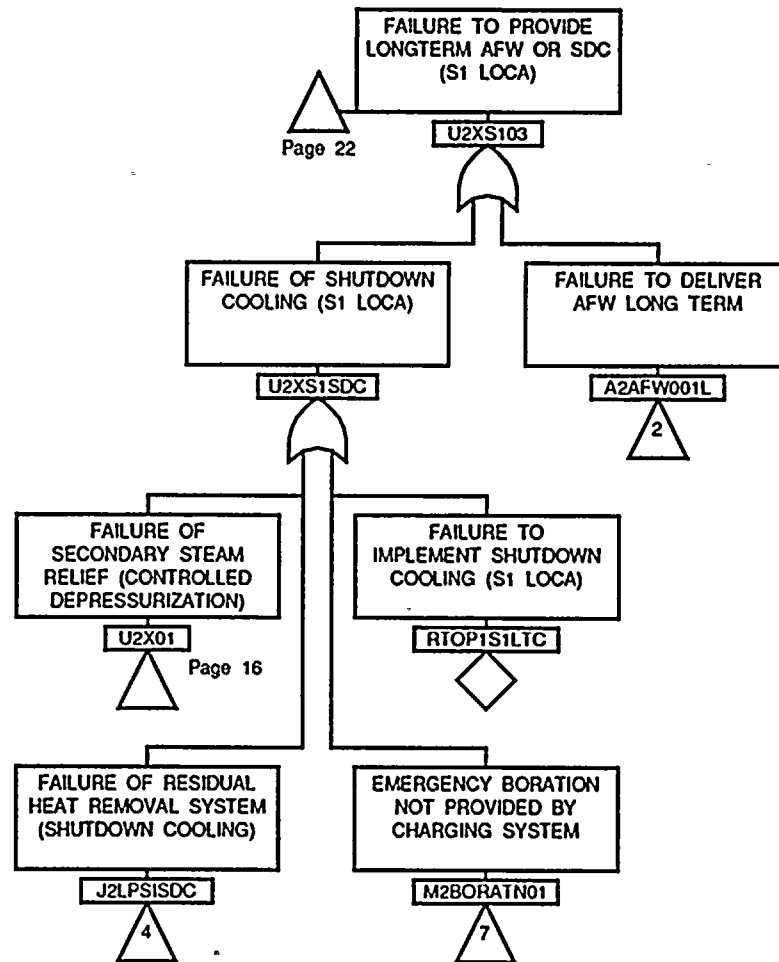 FAILURE TO PROVIDE
LONGTERM AFW OR SDC
(S1 LOCA)
Page 22
U2XS103
FAILURE OF SHUTDOWN
COOLING (S1 LOCA)
U2XS1SDC
FAILURE TO DELIVER
AFW LONG TERM
A2AFW001L
2
FAILURE OF
SECONDARY STEAM
RELIEF (CONTROLLED
DEPRESSURIZATION)
U2X01
Page 16
FAILURE TO
IMPLEMENT SHUTDOWN
COOLING (S1 LOCA)
RTOP1S1LTC
FAILURE OF RESIDUAL
HEAT REMOVAL SYSTEM
(SHUTDOWN COOLING)
J2LPSISDC
4
EMERGENCY BORATION
NOT PROVIDED BY
CHARGING SYSTEM
M2BORATN01
7